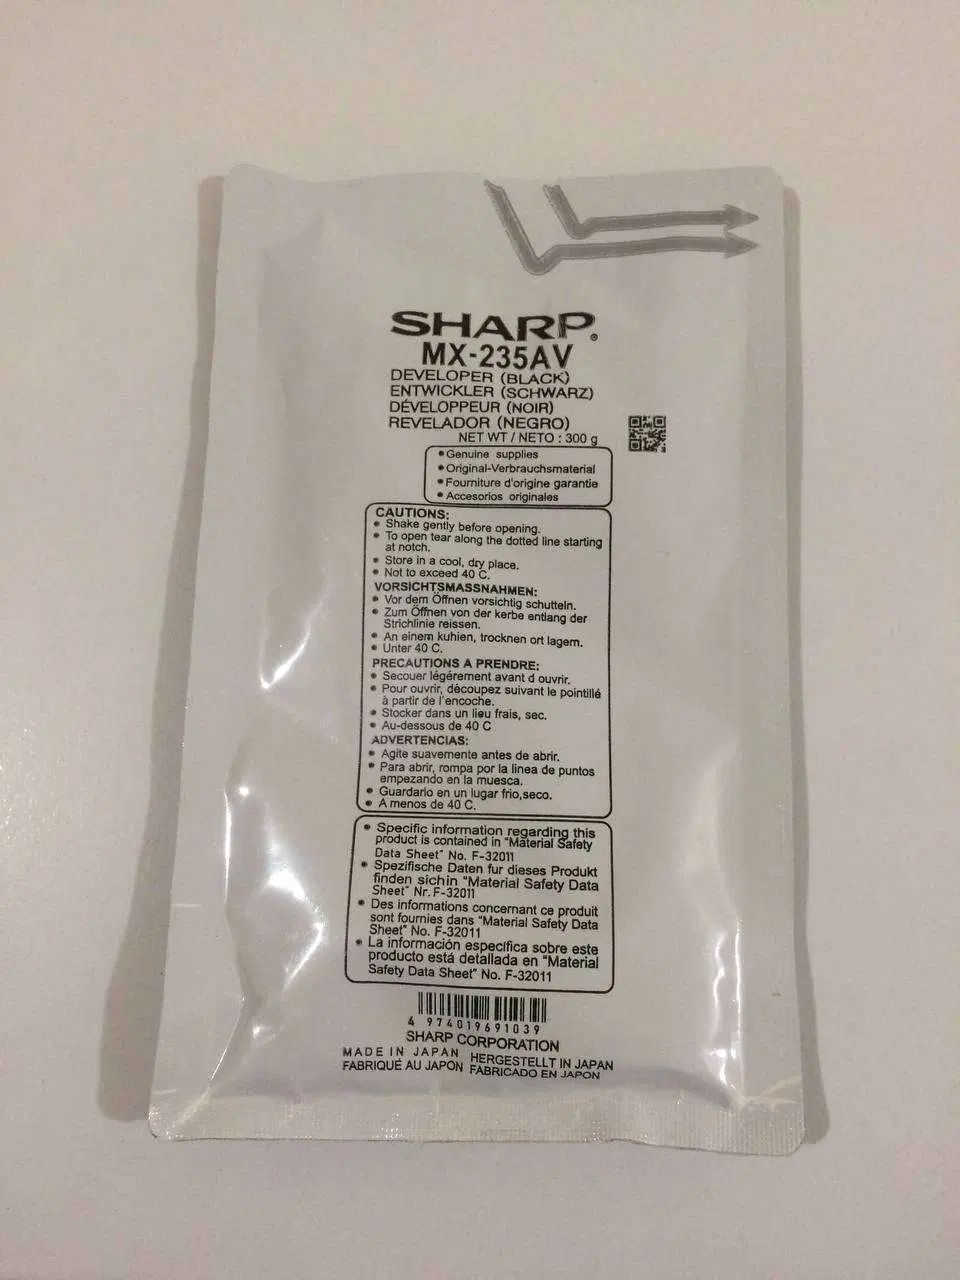 SHARP®
MX-235AV
DEVELOPER (BLACK)
ENTWICKLER (SCHWARZ)
DÉVELOPPEUR (NOIR)
REVELADOR (NEGRO)
NET WT / NETO : 300 g
• Genuine supplies
• Original-Verbrauchsmaterial
• Fourniture d'origine garantie
• Accesorios originales
CAUTIONS:
• Shake gently before opening.
• To open tear along the dotted line starting
at notch.
• Store in a cool, dry place.
• Not to exceed 40 C.
VORSICHTSMASSNAHMEN:
• Vor dem Öffnen vorsichtig schutteln.
• Zum Öffnen von der kerbe entlang der
Strichlinie reissen.
• An einem kuhien, trocknen ort lagern.
• Unter 40 C.
PRECAUTIONS A PRENDRE:
• Secouer légérement avant d ouvrir.
• Pour ouvrir, découpez suivant le pointillé
à partir de l'encoche.
• Stocker dans un lieu frais, sec.
• Au-dessous de 40 C
ADVERTENCIAS:
• Agite suavemente antes de abrir.
• Para abrir, rompa por la linea de puntos
empezando en la muesca.
• Guardarlo en un lugar frio,seco.
• A menos de 40 C.
• Specific information regarding this
product is contained in "Material Safety
Data Sheet" No. F-32011
• Spezifische Daten fur dieses Produkt
finden sichin "Material Safety Data
Sheet" Nr. F-32011
• Des informations concernant ce produit
sont fournies dans "Material Safety Data
Sheet" No. F-32011
• La información específica sobre este
producto está detallada en "Material
Safety Data Sheet" No. F-32011
4 974019691039
SHARP CORPORATION
MADE IN JAPAN HERGESTELLT IN JAPAN
FABRIQUÉ AU JAPON FABRICADO EN JAPON